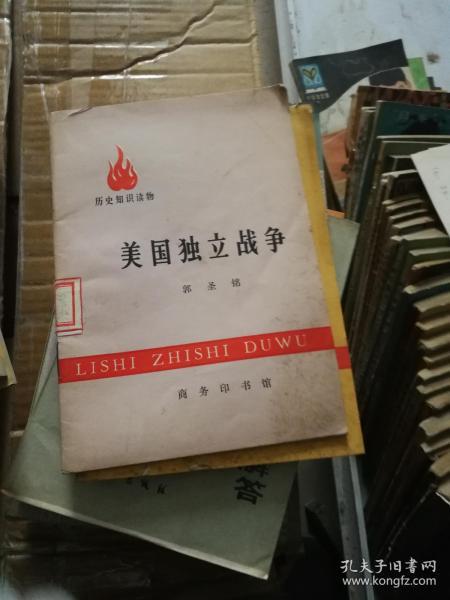 历史知识读物
美国独立战争
郭圣铭
LISHI ZHISHI DUWU
商务印书馆
孔夫子旧书网
www.kongfz.com